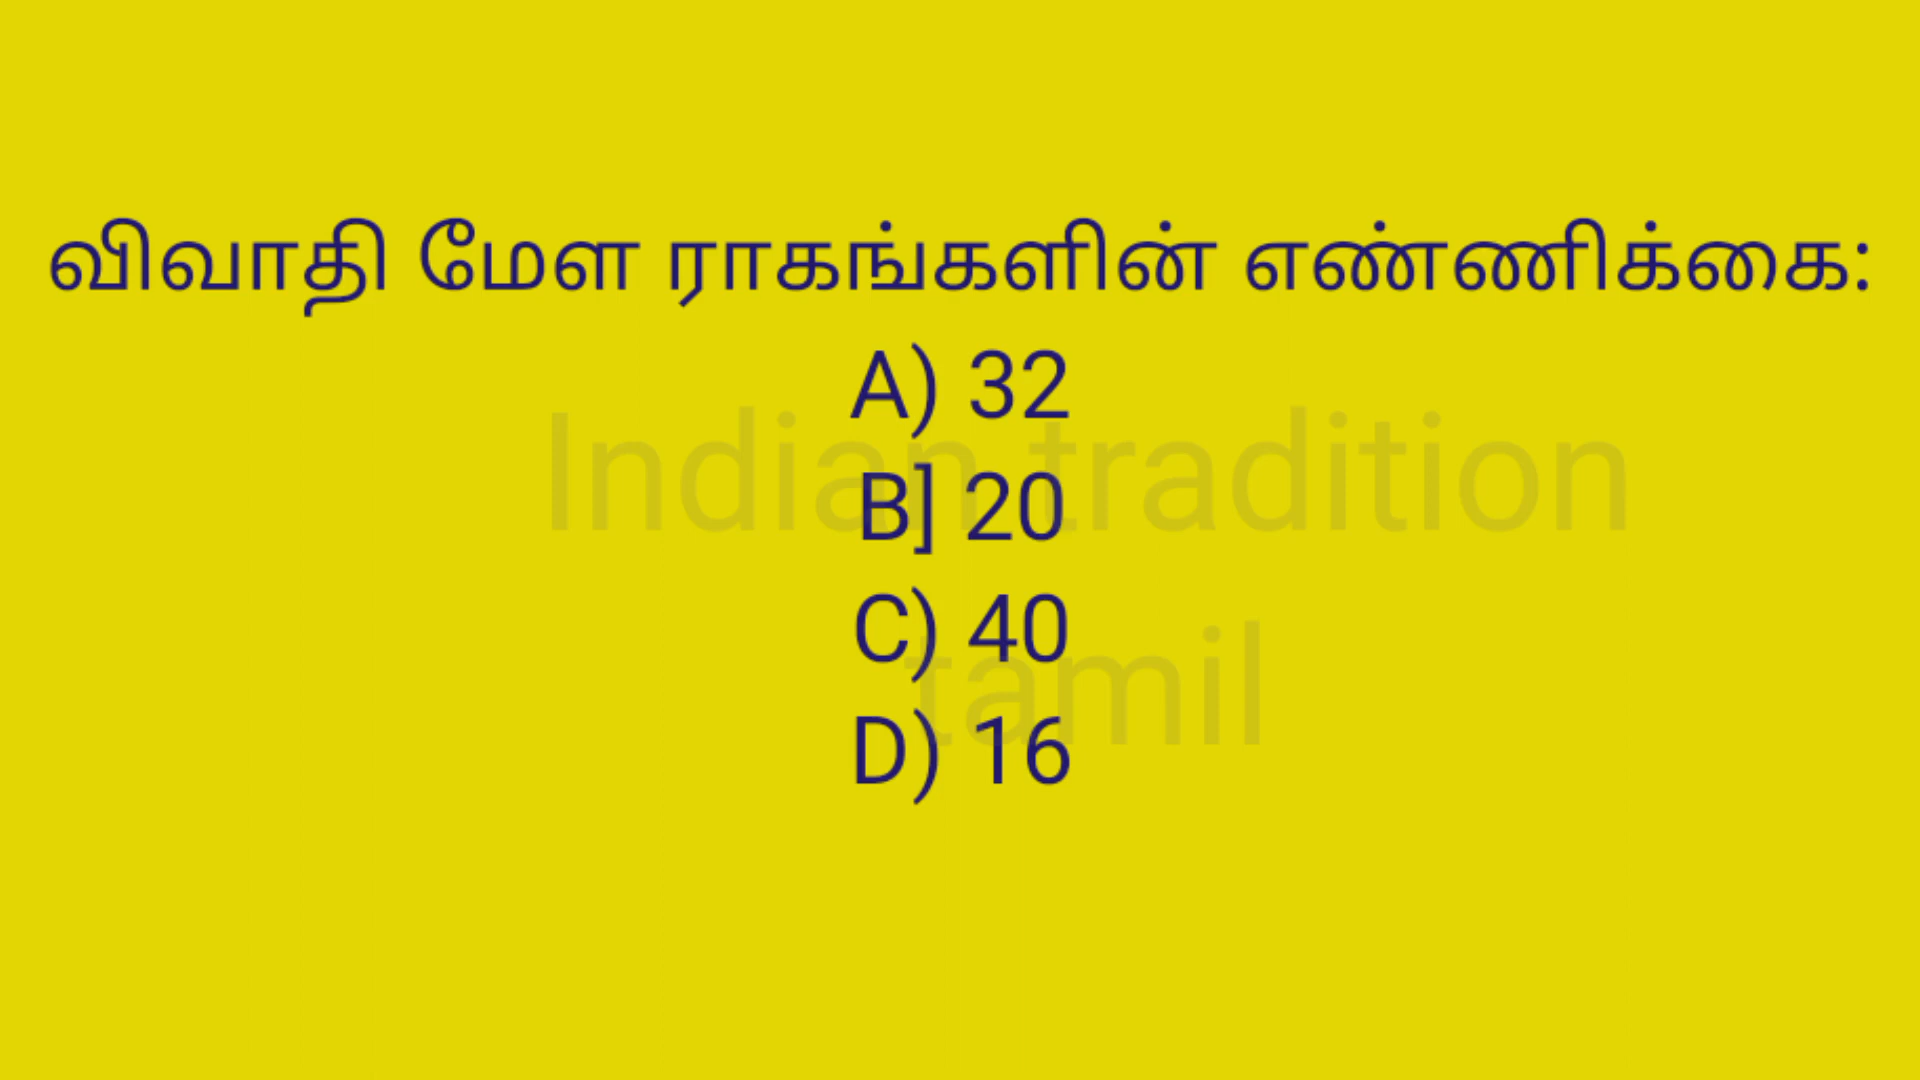 விவாதி மேள ராகங்களின் எண்ணிக்கை:
A) 32
B] 20
C) 40
D) 16
Indian tradition
tamil